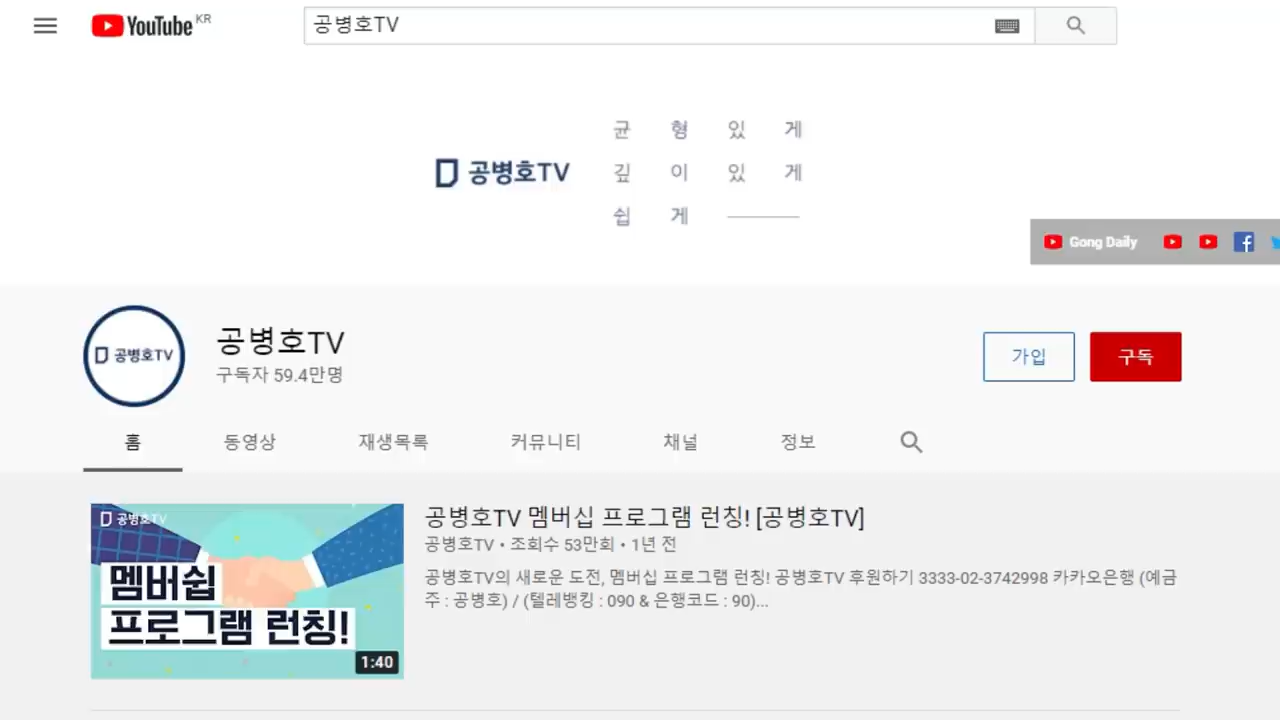 YouTube KR
공병호TV
균 형 있 게
공병호TV
깊 이 있 게
쉽 게
Gong Daily
공병호TV
공병호TV
구독자 59.4만명
가입
구독
홈 동영상 재생목록 커뮤니티 채널 정보
공병호TV
멤버쉽
프로그램 런칭!
1:40
공병호TV 멤버십 프로그램 런칭! [공병호TV]
공병호TV • 조회수 53만회 • 1년 전
공병호TV의 새로운 도전, 멤버십 프로그램 런칭! 공병호TV 후원하기 3333-02-3742998 카카오은행 (예금
주 : 공병호) / (텔레뱅킹 : 090 & 은행코드 : 90)...